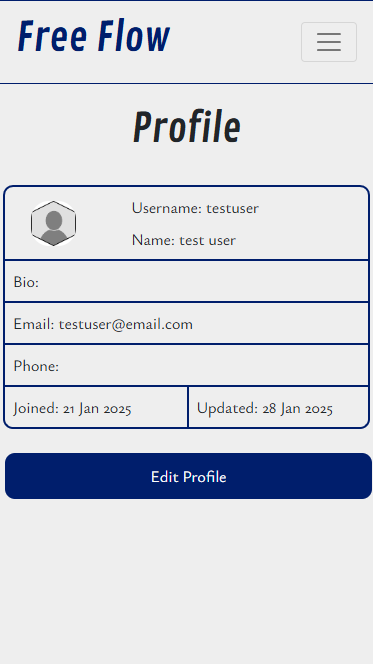 Free Flow
Profile
Username: testuser
Name: test user
Bio:
Email: testuser@email.com
Phone:
Joined: 21 Jan 2025
Updated: 28 Jan 2025
Edit Profile